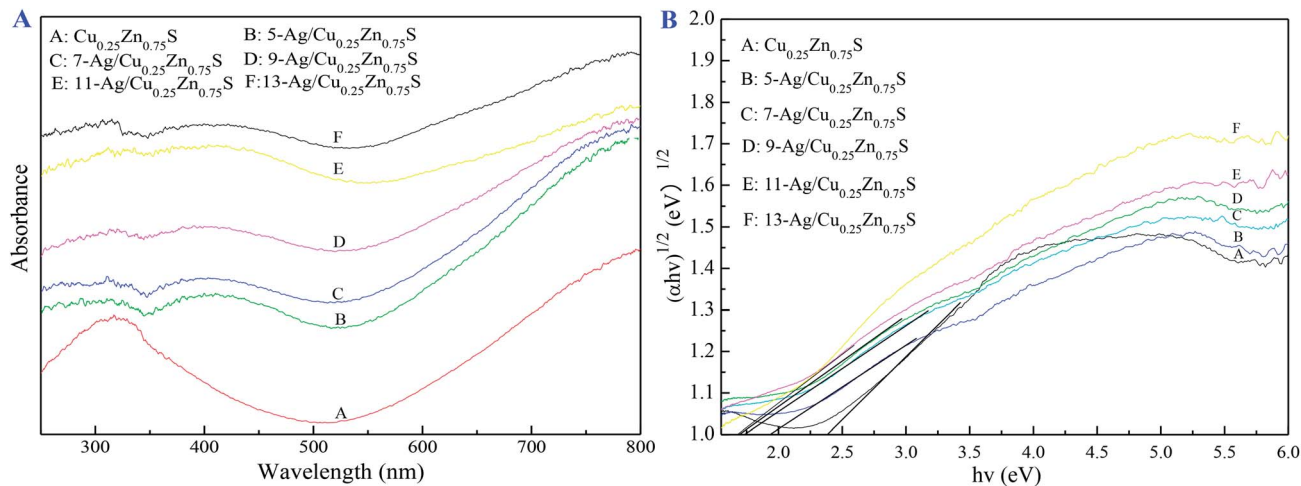 A
A: Cu0.25Zn0.75S B: 5-Ag/Cu0.25Zn0.75S
C: 7-Ag/Cu0.25Zn0.75S D: 9-Ag/Cu0.25Zn0.75S
E: 11-Ag/Cu0.25Zn0.75S F:13-Ag/Cu0.25Zn0.75S
F
E
D
C
B
A
Absorbance
300 400 500 600 700 800
Wavelength (nm)
B
2.0
1.9
1.8
1.7
1.6
1.5
1.4
1.3
1.2
1.1
1.0
(αhν)1/2 (eV) 1/2
A: Cu0.25Zn0.75S
B: 5-Ag/Cu0.25Zn0.75S
C: 7-Ag/Cu0.25Zn0.75S
D: 9-Ag/Cu0.25Zn0.75S
E: 11-Ag/Cu0.25Zn0.75S
F: 13-Ag/Cu0.25Zn0.75S
F
E
D
C
B
A
2.0 2.5 3.0 3.5 4.0 4.5 5.0 5.5 6.0
hν (eV)